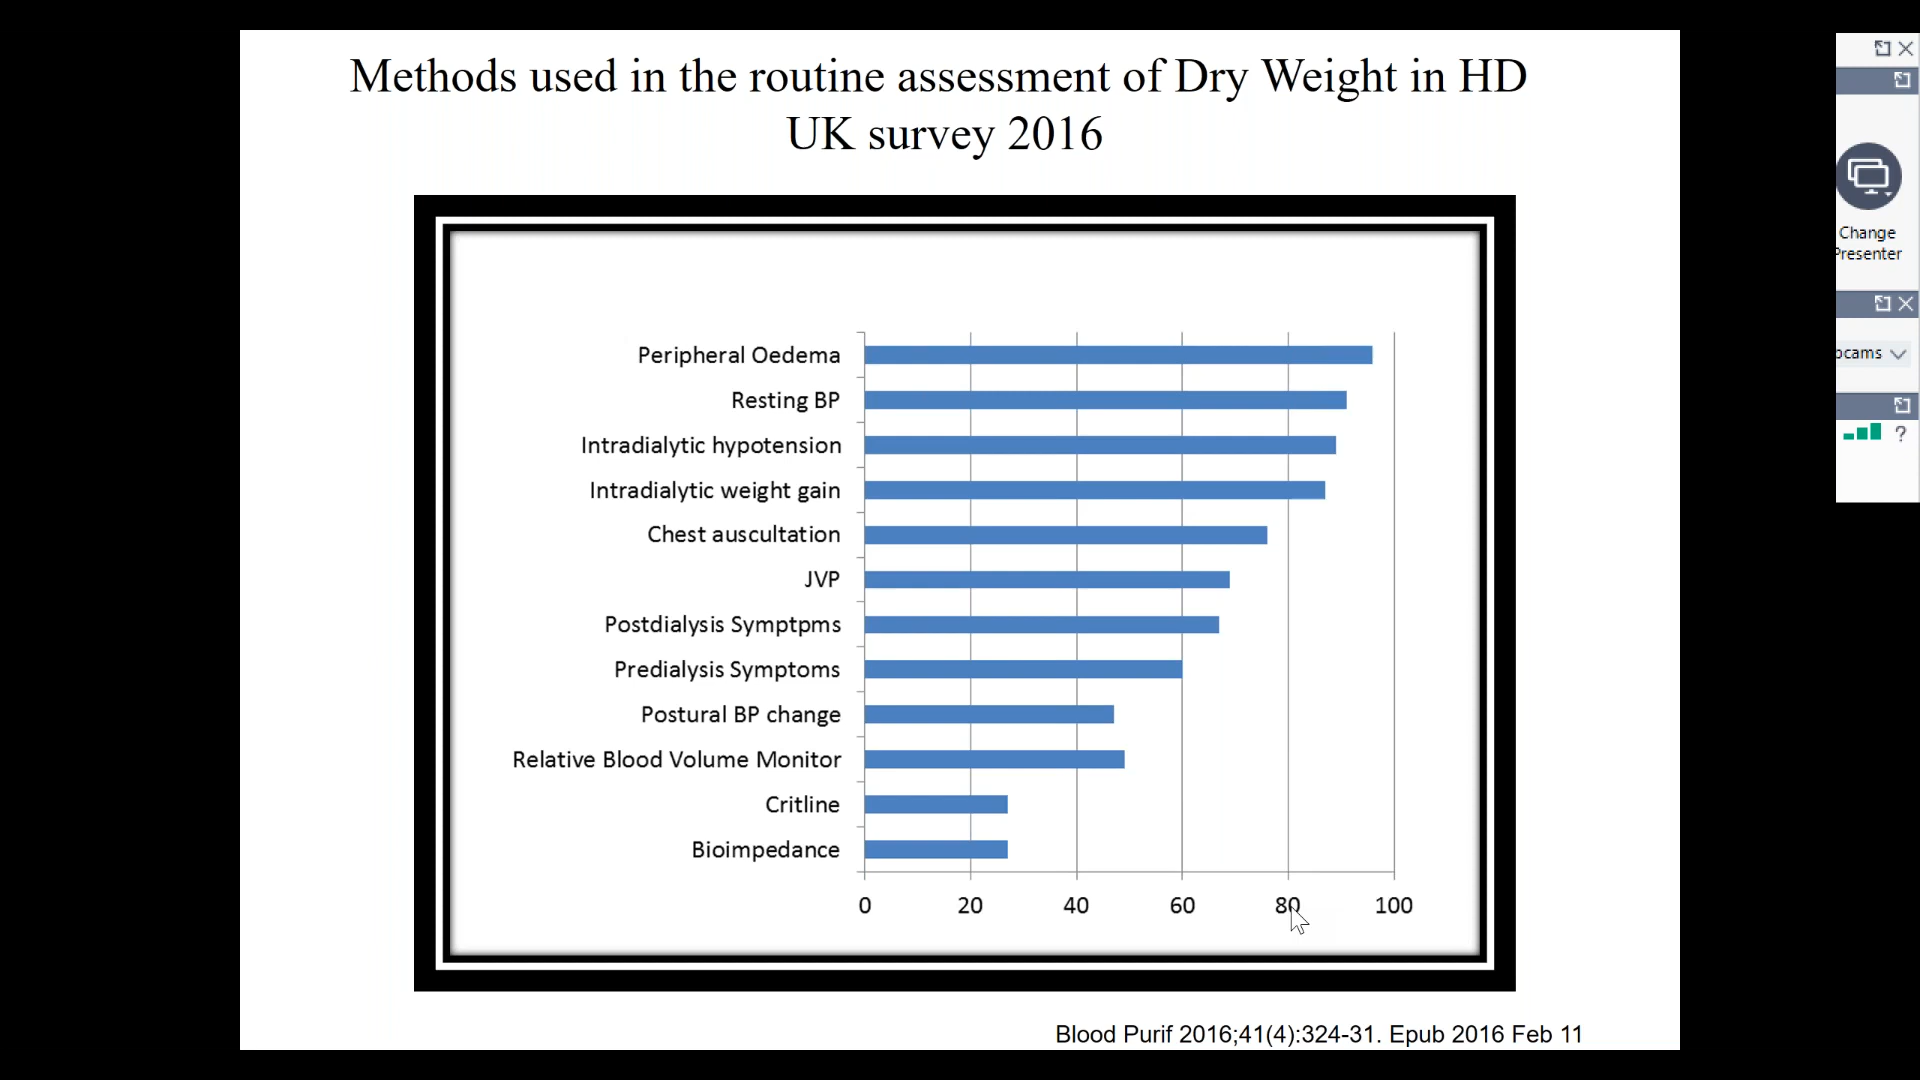 Methods used in the routine assessment of Dry Weight in HD
UK survey 2016
Peripheral Oedema
Resting BP
Intradialytic hypotension
Intradialytic weight gain
Chest auscultation
JVP
Postdialysis Symptpms
Predialysis Symptoms
Postural BP change
Relative Blood Volume Monitor
Critline
Bioimpedance
0 20 40 60 80 100
Blood Purif 2016;41(4):324-31. Epub 2016 Feb 11
Change
Presenter
?